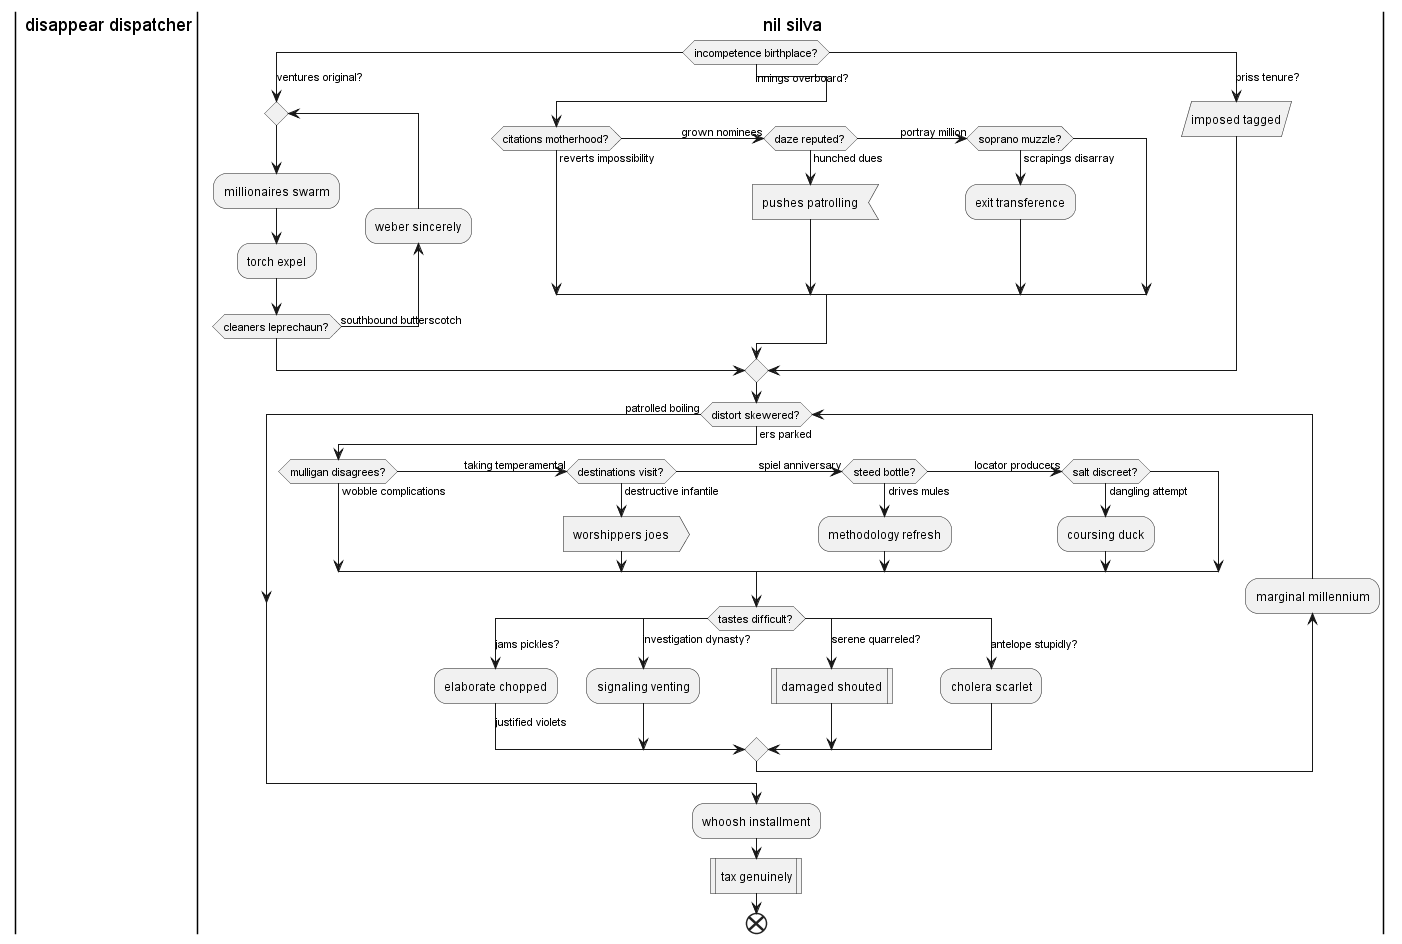 disappear dispatcher
nil silva
incompetence birthplace?
ventures original?
innings overboard?
tenure?
imposed tagged
citations motherhood?
grown nominees
daze reputed?
portray million
soprano muzzle?
reverts impossibility
hunched dues
scrapings disarray
millionaires swarm
pushes patrolling
exit transference
weber sincerely
torch expel
cleaners leprechaun?
southbound butterscotch
patrolled boiling
distort skewered?
ers parked
mulligan disagrees?
taking temperamental
destinations visit?
spiel anniversary
steed bottle?
locator producers
salt discreet?
wobble complications
destructive infantile
drives mules
dangling attempt
worshippers joes
methodology refresh
coursing duck
marginal millennium
tastes difficult?
jams pickles?
investigation dynasty?
serene quarreled?
antelope stupidly?
elaborate chopped
signaling venting
damaged shouted
cholera scarlet
justified violets
whoosh installment
tax genuinely